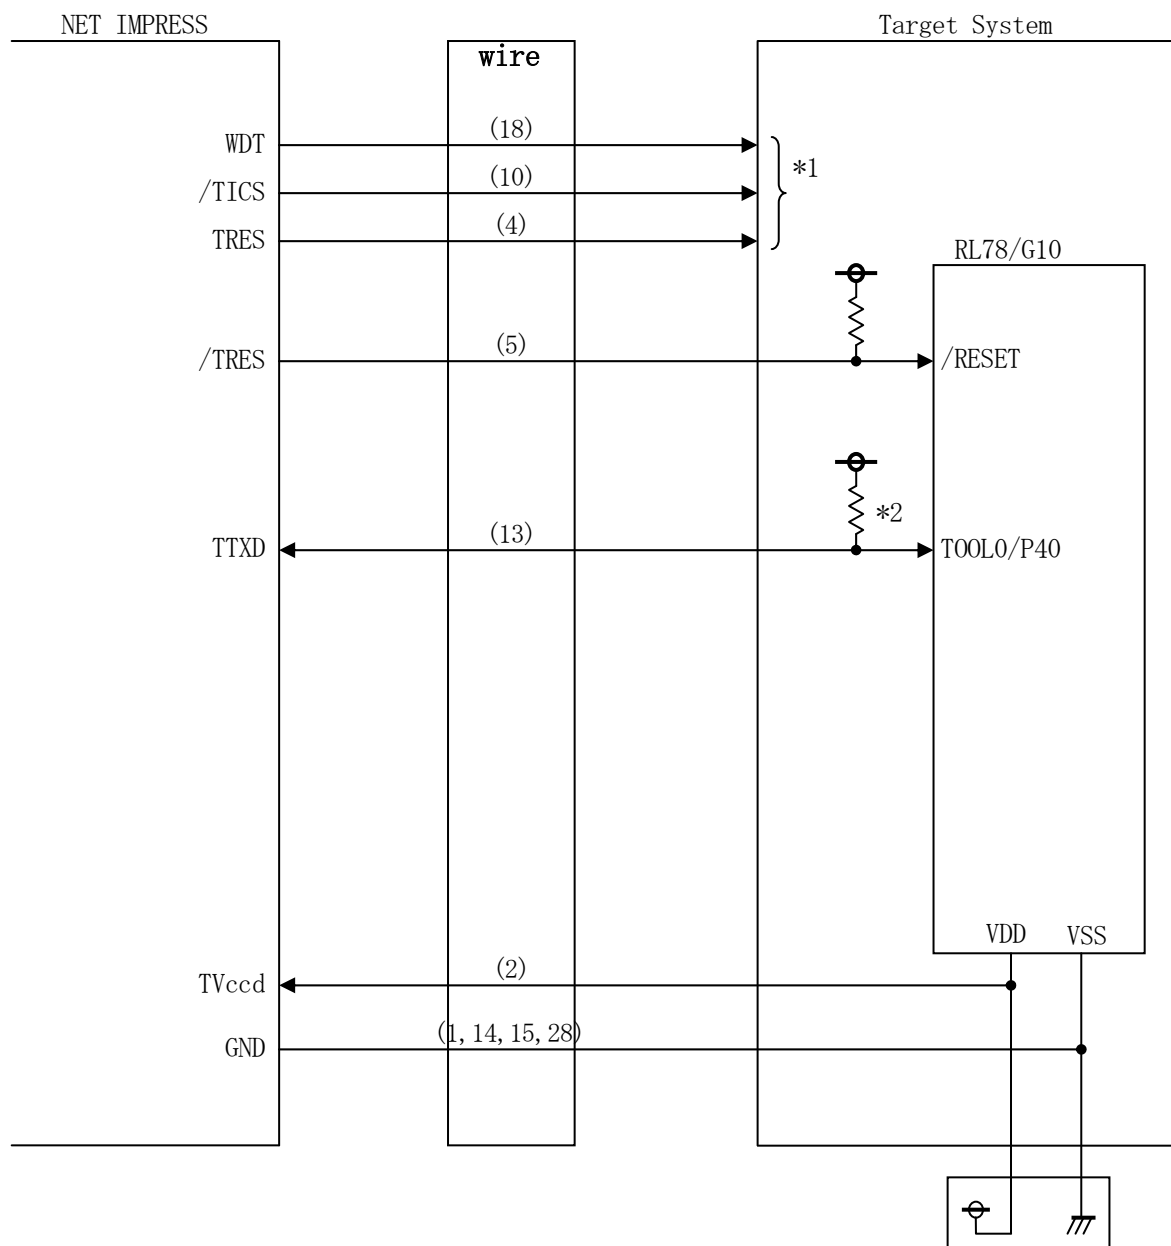 NET IMPRESS
Target System
wire
WDT
(18)
*1
/TICS
(10)
TRES
(4)
RL78/G10
/TRES
(5)
/RESET
*2
TTXD
(13)
TOOL0/P40
VDD
VSS
TVccd
(2)
GND
(1,14,15,28)